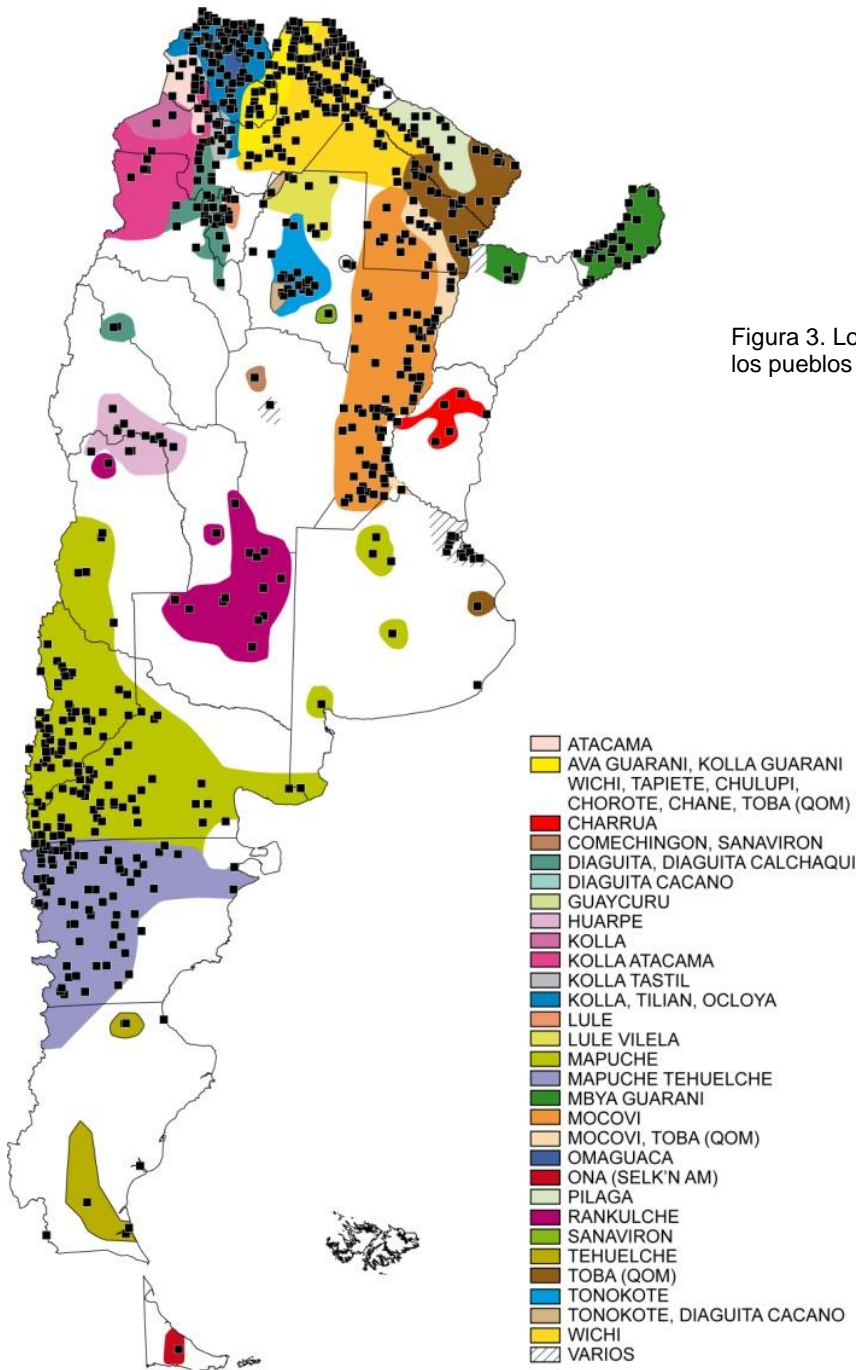 Figura 3. Lo
los pueblos
ATACAMA
AVA GUARANI, KOLLA GUARANI
WICHI, TAPIETE, CHULUPI,
CHOROTE, CHANE, TOBA (QOM)
CHARRUA
COMECHINGON, SANAVIRON
DIAGUITA, DIAGUITA CALCHAQUI
DIAGUITA CACANO
GUAYCURU
HUARPE
KOLLA
KOLLA ATACAMA
KOLLA TASTIL
KOLLA, TILIAN, OCLOYA
LULE
LULE VILELA
MAPUCHE
MAPUCHE TEHUELCHE
MBYA GUARANI
MOCOVI
MOCOVI, TOBA (QOM)
OMAGUACA
ONA (SELK'N AM)
PILAGA
RANKULCHE
SANAVIRON
TEHUELCHE
TOBA (QOM)
TONOKOTE
TONOKOTE, DIAGUITA CACANO
WICHI
VARIOS